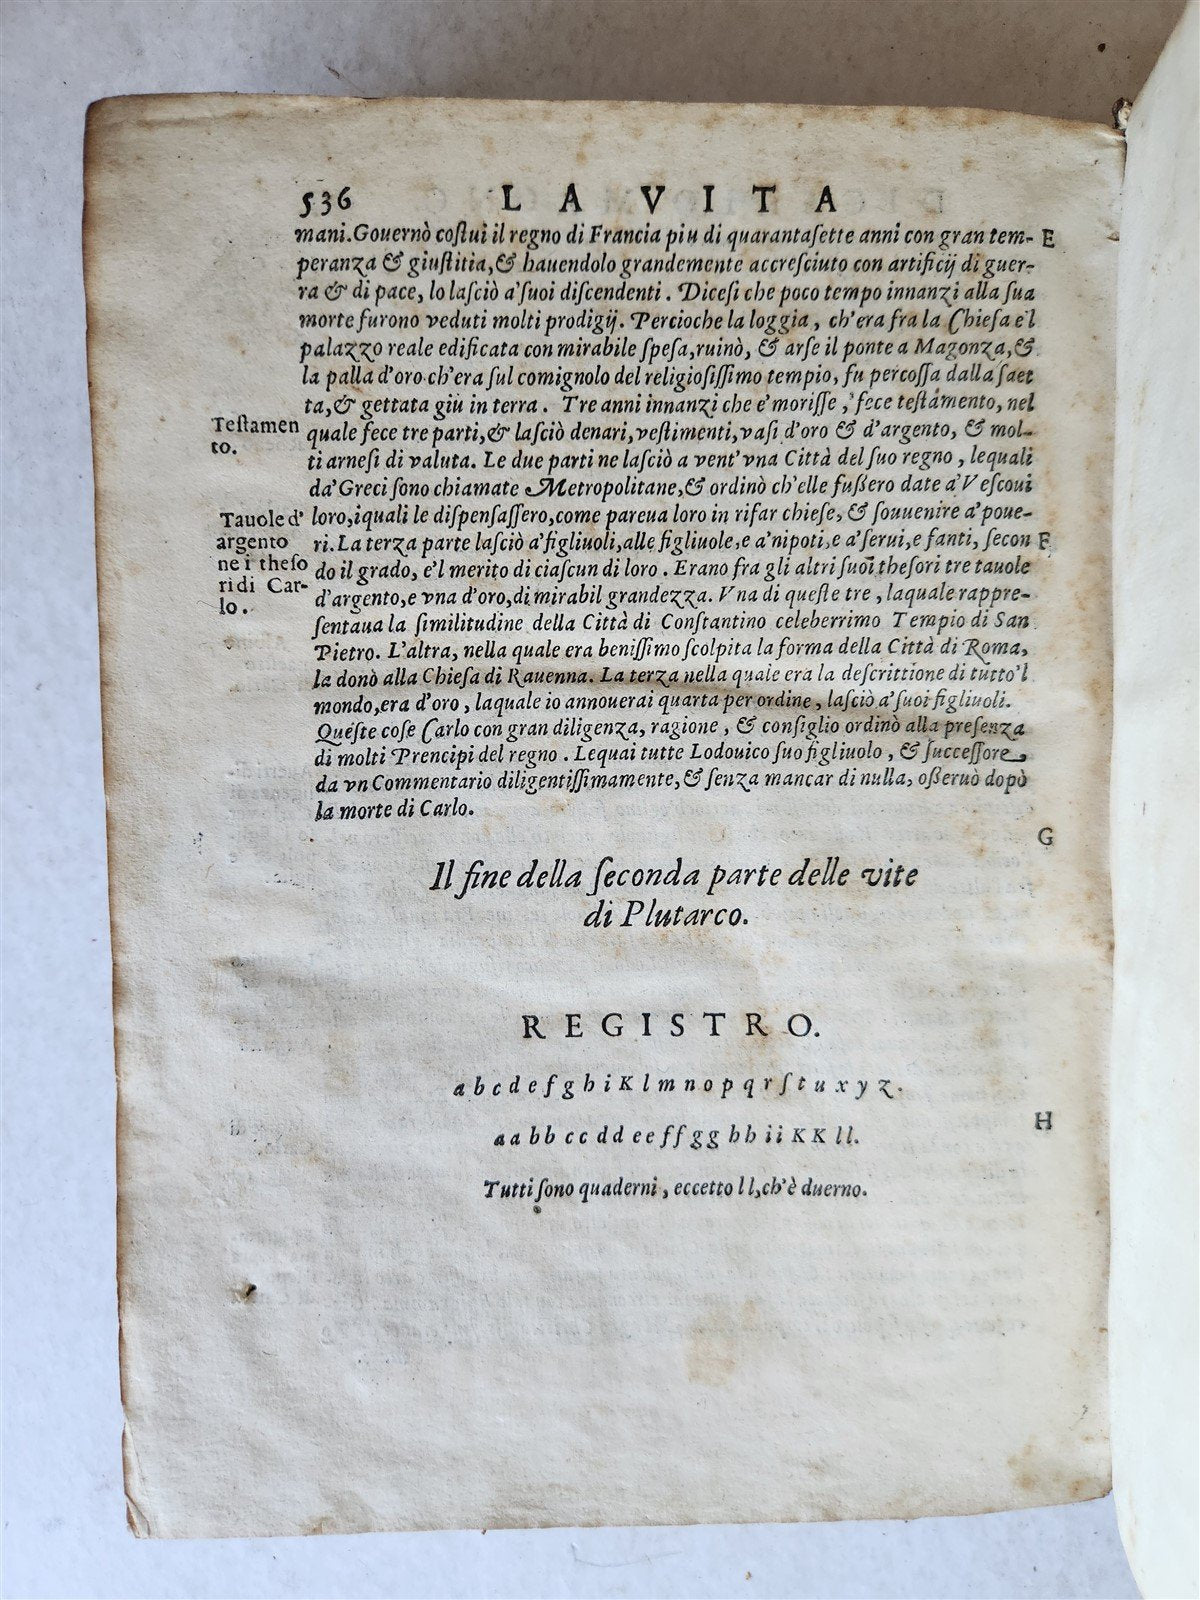 536 LA VITA
mani. Gouernò coſtui il regno di Francia piu di quarantaſette anni con gran tem- E
peranza & giuſtitia, & hauendolo grandemente accreſciuto con artificij di guer-
ra & di pace, lo laſciò a' ſuoi diſcendenti. Diceſi che poco tempo innanzi alla ſua
morte furono veduti molti prodigij. Percioche la loggia, ch'era fra la Chieſa e'l
palazzo reale edificata con mirabile ſpeſa, ruinò, & arſe il ponte a Magonza, &
la palla d'oro ch'era ſul comignolo del religioſiſſimo tempio, fu percoſſa dalla ſaet
ta, & gettata giù in terra. Tre anni innanzi che e' moriſſe, fece teſtamento, nel
Teſtamen
to.
quale fece tre parti, & laſciò denari, veſtimenti, vaſi d'oro & d'argento, & mol-
ti arneſi di valuta. Le due parti ne laſciò a vent'vna Città del ſuo regno, lequali
da' Greci ſono chiamate Metropolitane, & ordinò ch'elle fuſſero date a' Veſcoui
Tauole d'
argento
ne i theſo
ri di Car-
lo.
loro, iquali le diſpenſaſſero, come pareua loro in rifar chieſe, & ſouuenire a' poue-
ri. La terza parte laſciò a' figliuoli, alle figliuole, e a' nipoti, e a' ſerui, e fanti, ſecon F
do il grado, e'l merito di ciaſcun di loro. Erano fra gli altri ſuoi theſori tre tauole
d'argento, e vna d'oro, di mirabil grandezza. Vna di queſte tre, laquale rappre-
ſentaua la ſimilitudine della Città di Conſtantino celeberrimo Tempio di San
Pietro. L'altra, nella quale era beniſſimo ſcolpita la forma della Città di Roma,
la donò alla Chieſa di Rauenna. La terza nella quale era la deſcrittione di tutto'l
mondo, era d'oro, laquale io annouerai quarta per ordine, laſciò a' ſuoi figliuoli.
Queſte coſe Carlo con gran diligenza, ragione, & conſiglio ordinò alla preſenza
di molti Prencipi del regno. Lequai tutte Lodouico ſuo figliuolo, & ſucceſſore,
da vn Commentario diligentiſſimamente, & ſenza mancar di nulla, oſſeruò dopò
la morte di Carlo.
G
Il fine della ſeconda parte delle vite
di Plutarco.
REGISTRO.
a b c d e f g h i K l m n o p q r ſ t u x y z.
H
aa bb cc dd ee ff gg hh ii KK ll.
Tutti ſono quaderni, eccetto ll, ch'è duerno.